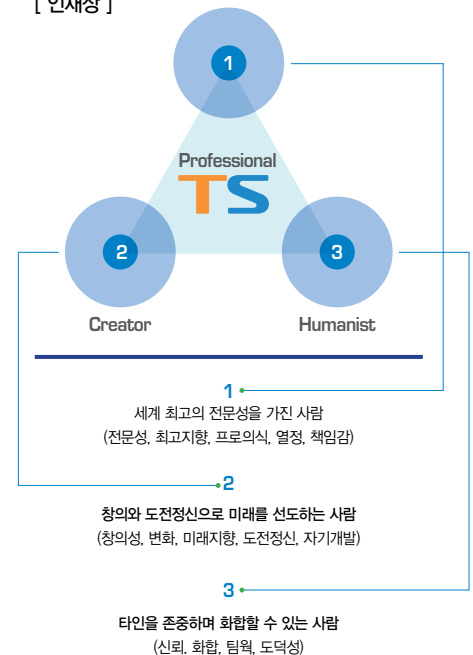 [ 인재상 ]
1
Professional
TS
2
3
Creator
Humanist
1
세계 최고의 전문성을 가진 사람
(전문성, 최고지향, 프로의식, 열정, 책임감)
2
창의와 도전정신으로 미래를 선도하는 사람
(창의성, 변화, 미래지향, 도전정신, 자기개발)
3
타인을 존중하며 화합할 수 있는 사람
(신뢰, 화합, 팀웍, 도덕성)